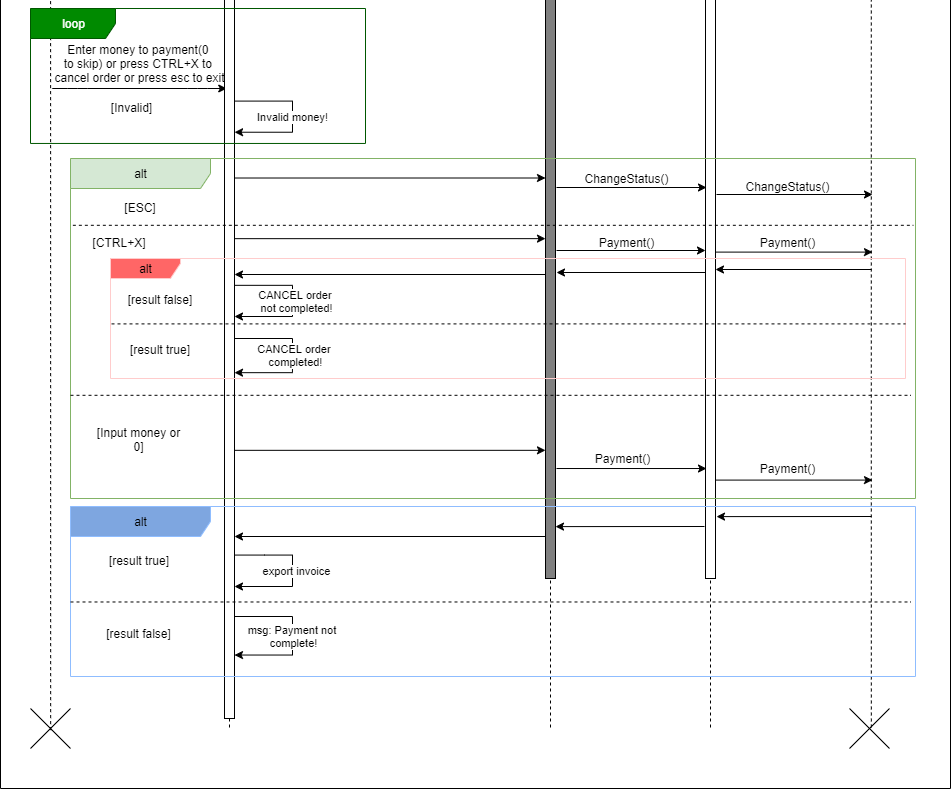 loop
Enter money to payment(0
to skip) or press CTRL+X to
cancel order or press esc to exit
[Invalid]
Invalid money!
alt
ChangeStatus()
ChangeStatus()
[ESC]
[CTRL+X]
Payment()
Payment()
alt
[result false]
CANCEL order
not completed!
[result true]
CANCEL order
completed!
[Input money or
0]
Payment()
Payment()
alt
[result true]
export invoice
[result false]
msg: Payment not
complete!